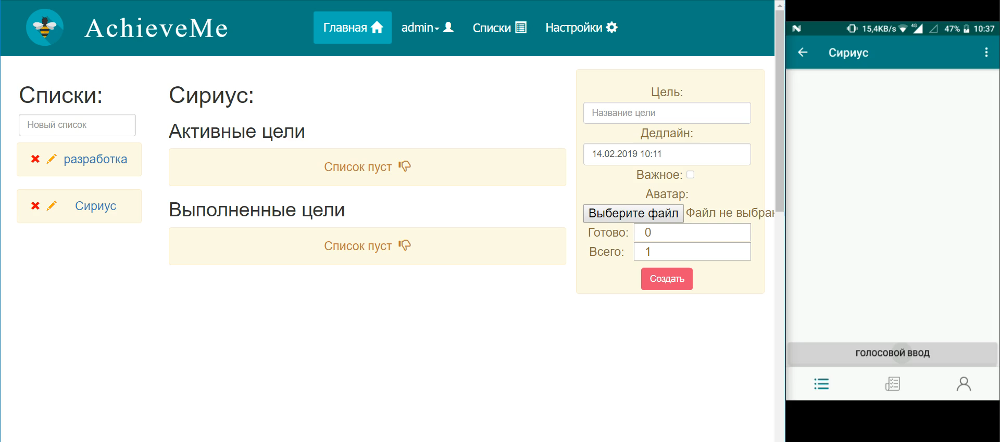 AchieveMe
Главная
admin
Списки
Настройки
Списки:
Новый список
разработка
Сириус
Сириус:
Активные цели
Список пуст
Выполненные цели
Список пуст
Цель:
Название цели
Дедлайн:
14.02.2019 10:11
Важное:
Аватар:
Выберите файл Файл не выбран
Готово: 0
Всего: 1
Создать
15,4KB/s 4G 47% 10:37
Сириус
ГОЛОСОВОЙ ВВОД